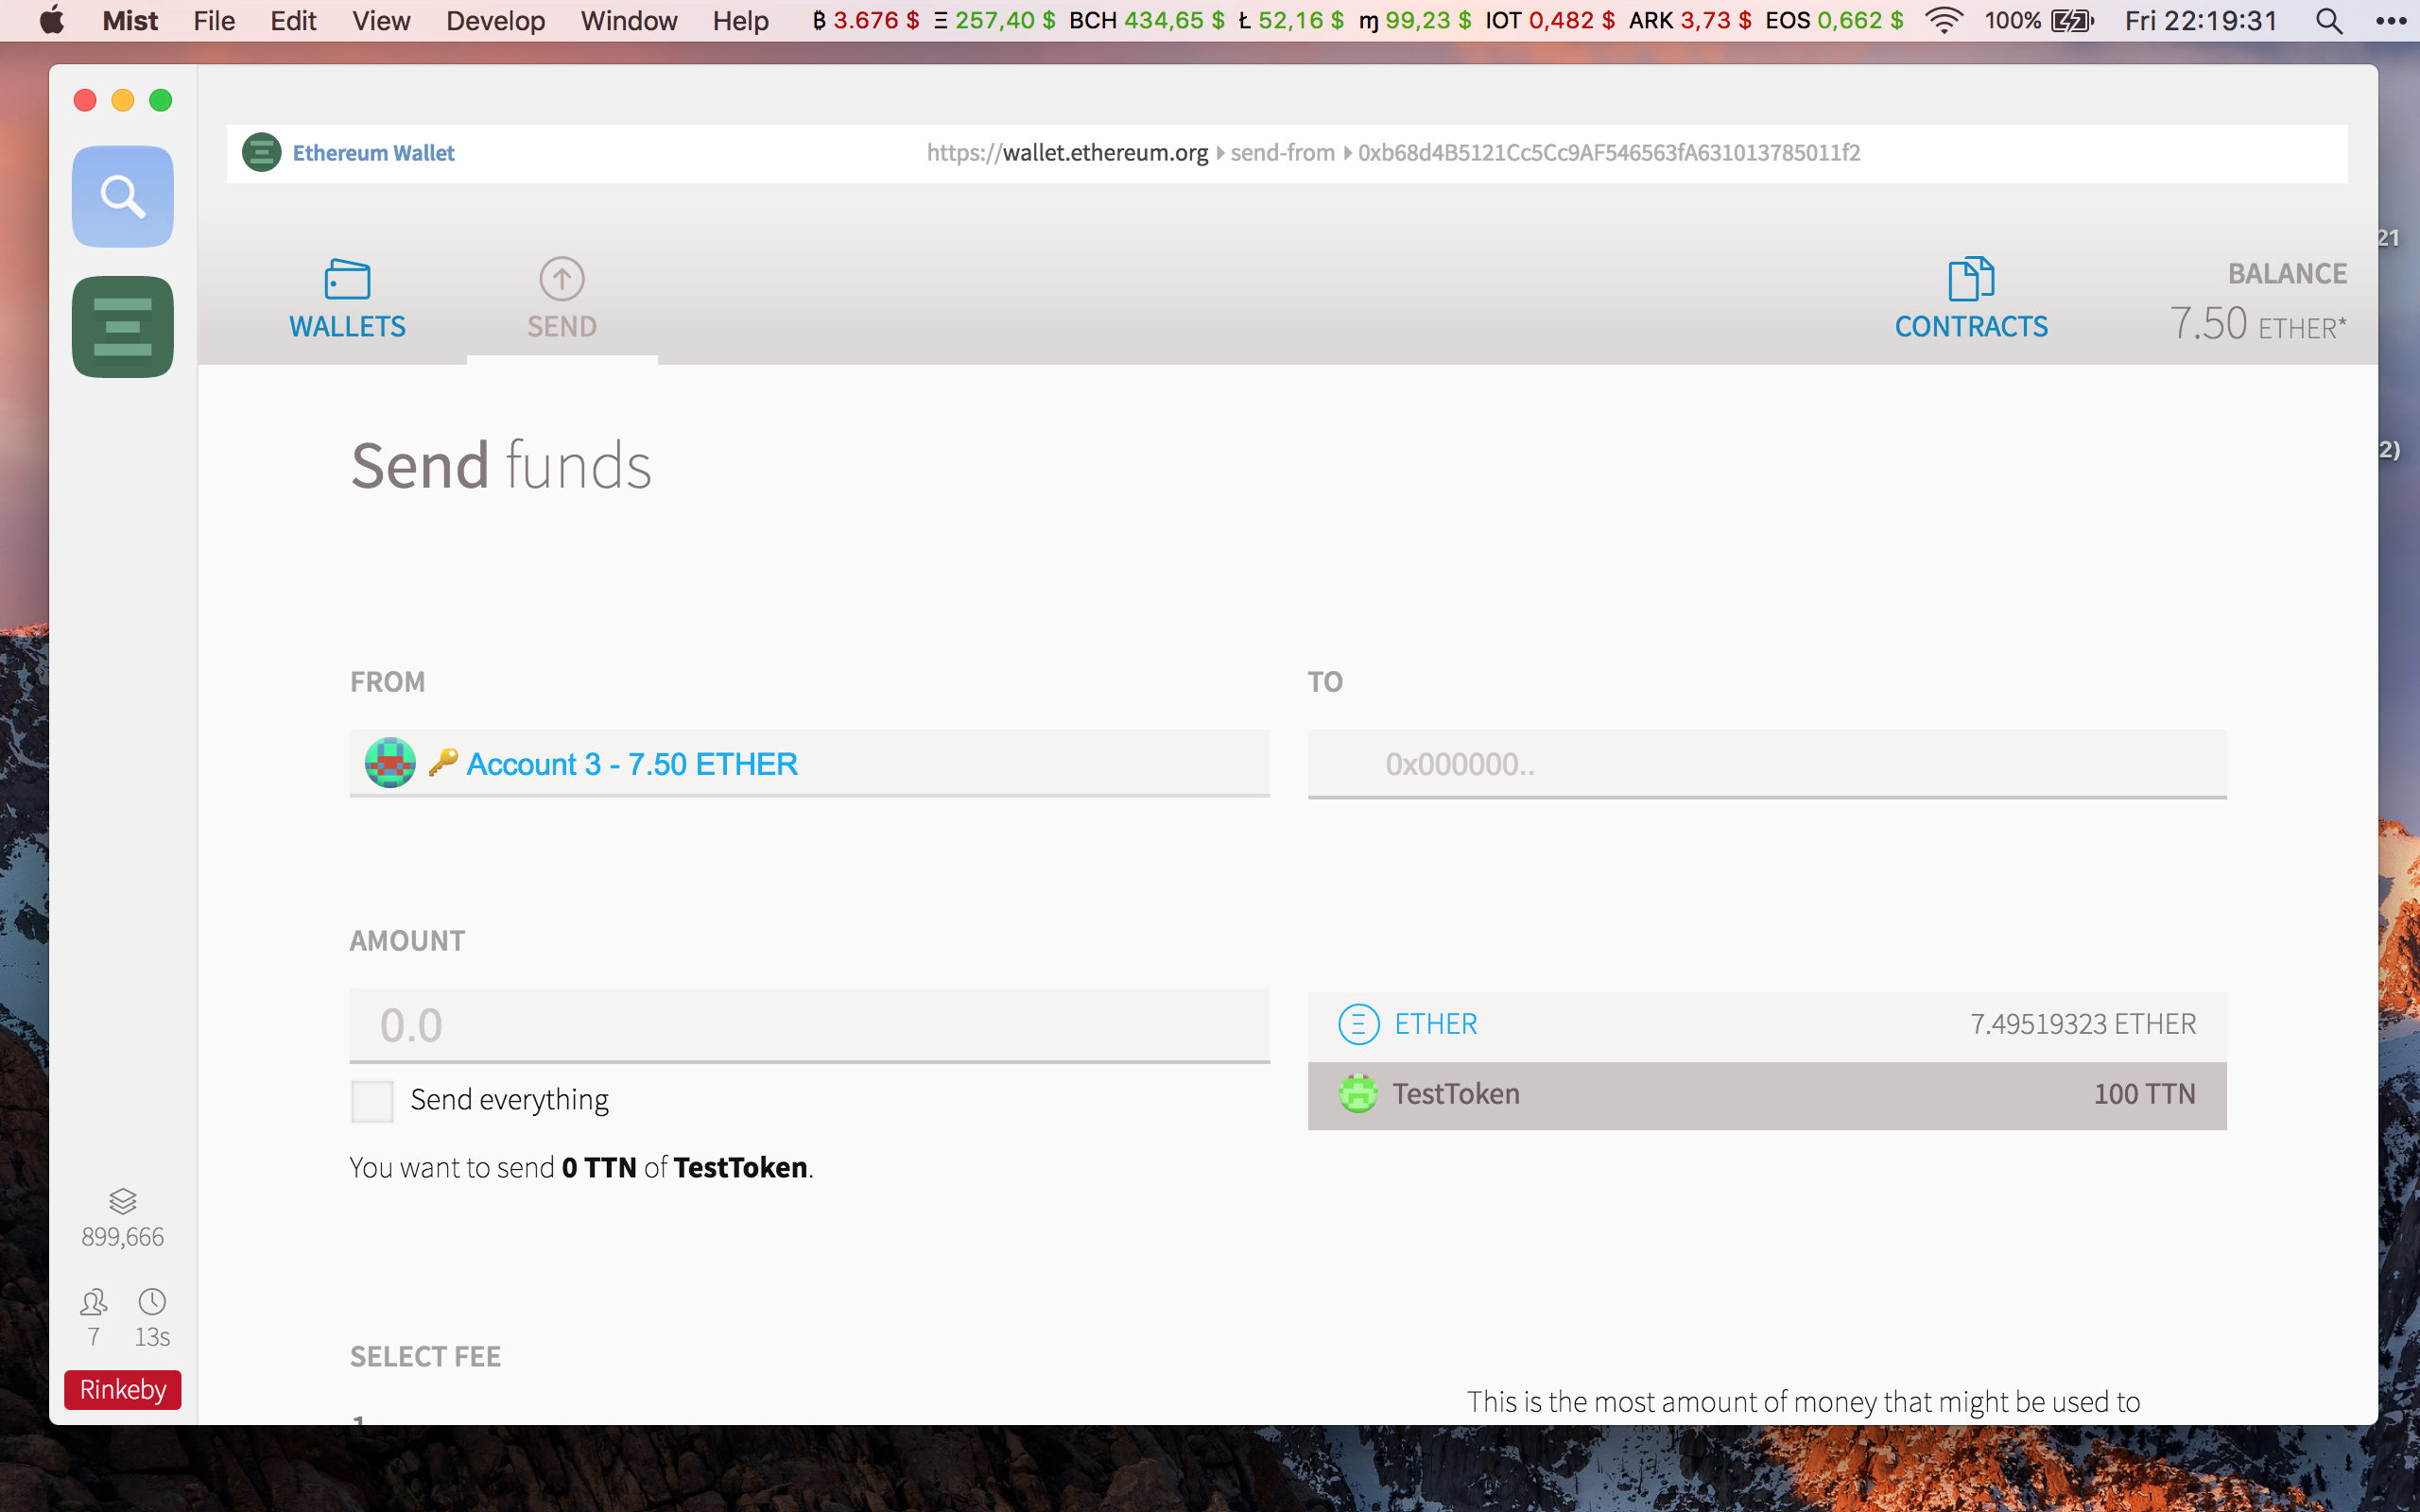 Mist File Edit View Develop Window Help ₿ 3.676 $ Ξ 257,40 $ BCH 434,65 $ Ł 52,16 $ ɱ 99,23 $ IOT 0,482 $ ARK 3,73 $ EOS 0,662 $ 100% Fri 22:19:31
Ethereum Wallet https://wallet.ethereum.org send-from 0xb68d4B5121Cc5Cc9AF546563fA631013785011f2
21
BALANCE
WALLETS SEND CONTRACTS 7.50 ETHER*
Send funds
2)
FROM TO
Account 3 - 7.50 ETHER 0x000000..
AMOUNT
0.0 ETHER 7.49519323 ETHER
Send everything TestToken 100 TTN
You want to send 0 TTN of TestToken.
899,666
7 13s
SELECT FEE
Rinkeby This is the most amount of money that might be used to